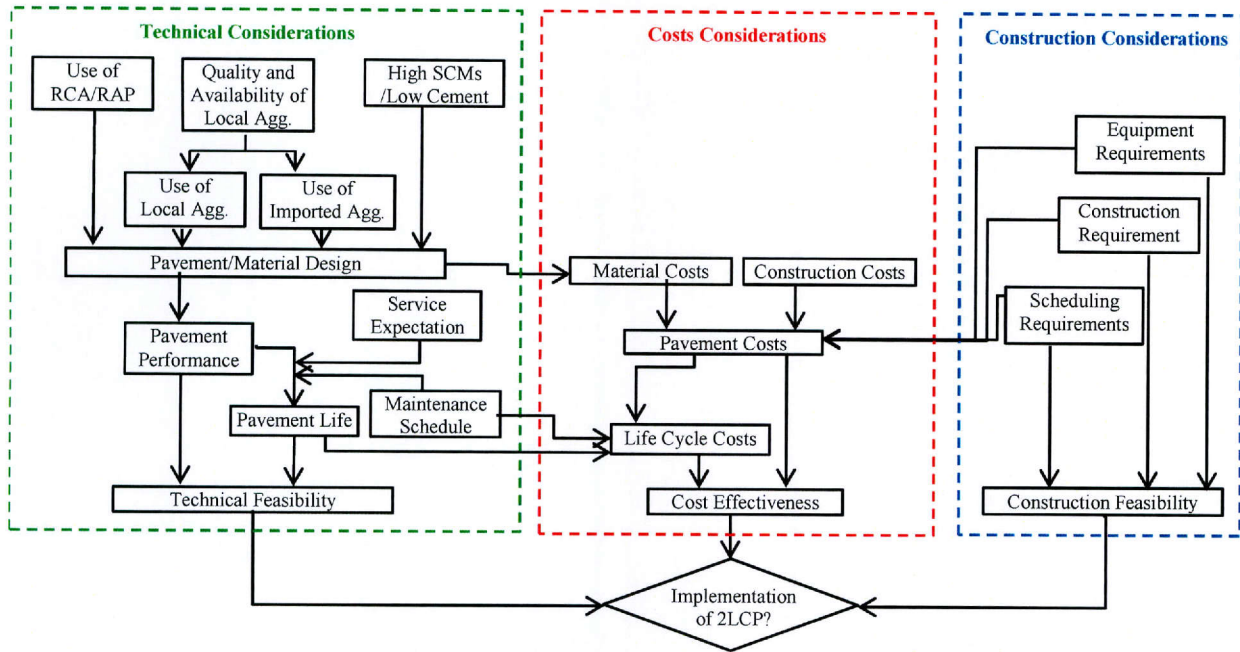 Technical Considerations
Use of
RCA/RAP
Quality and
Availability of
Local Agg.
High SCMs
/Low Cement
Use of
Local Agg.
Use of
Imported Agg.
Pavement/Material Design
Service
Expectation
Pavement
Performance
Maintenance
Schedule
Pavement Life
Technical Feasibility
Costs Considerations
Material Costs
Construction Costs
Pavement Costs
Life Cycle Costs
Cost Effectiveness
Construction Considerations
Equipment
Requirements
Construction
Requirement
Scheduling
Requirements
Construction Feasibility
Implementation
of 2LCP?